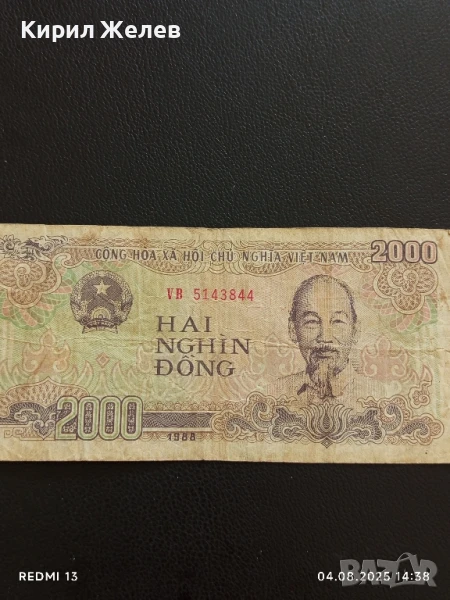 Кирил Желев
CỘNG HÒA XÃ HỘI CHỦ NGHĨA VIỆT NAM
2000
VB 5143844
HAI
NGHÌN
ĐỒNG
2000
1988
REDMI 13
04.08.2025 14:38
BAZAR